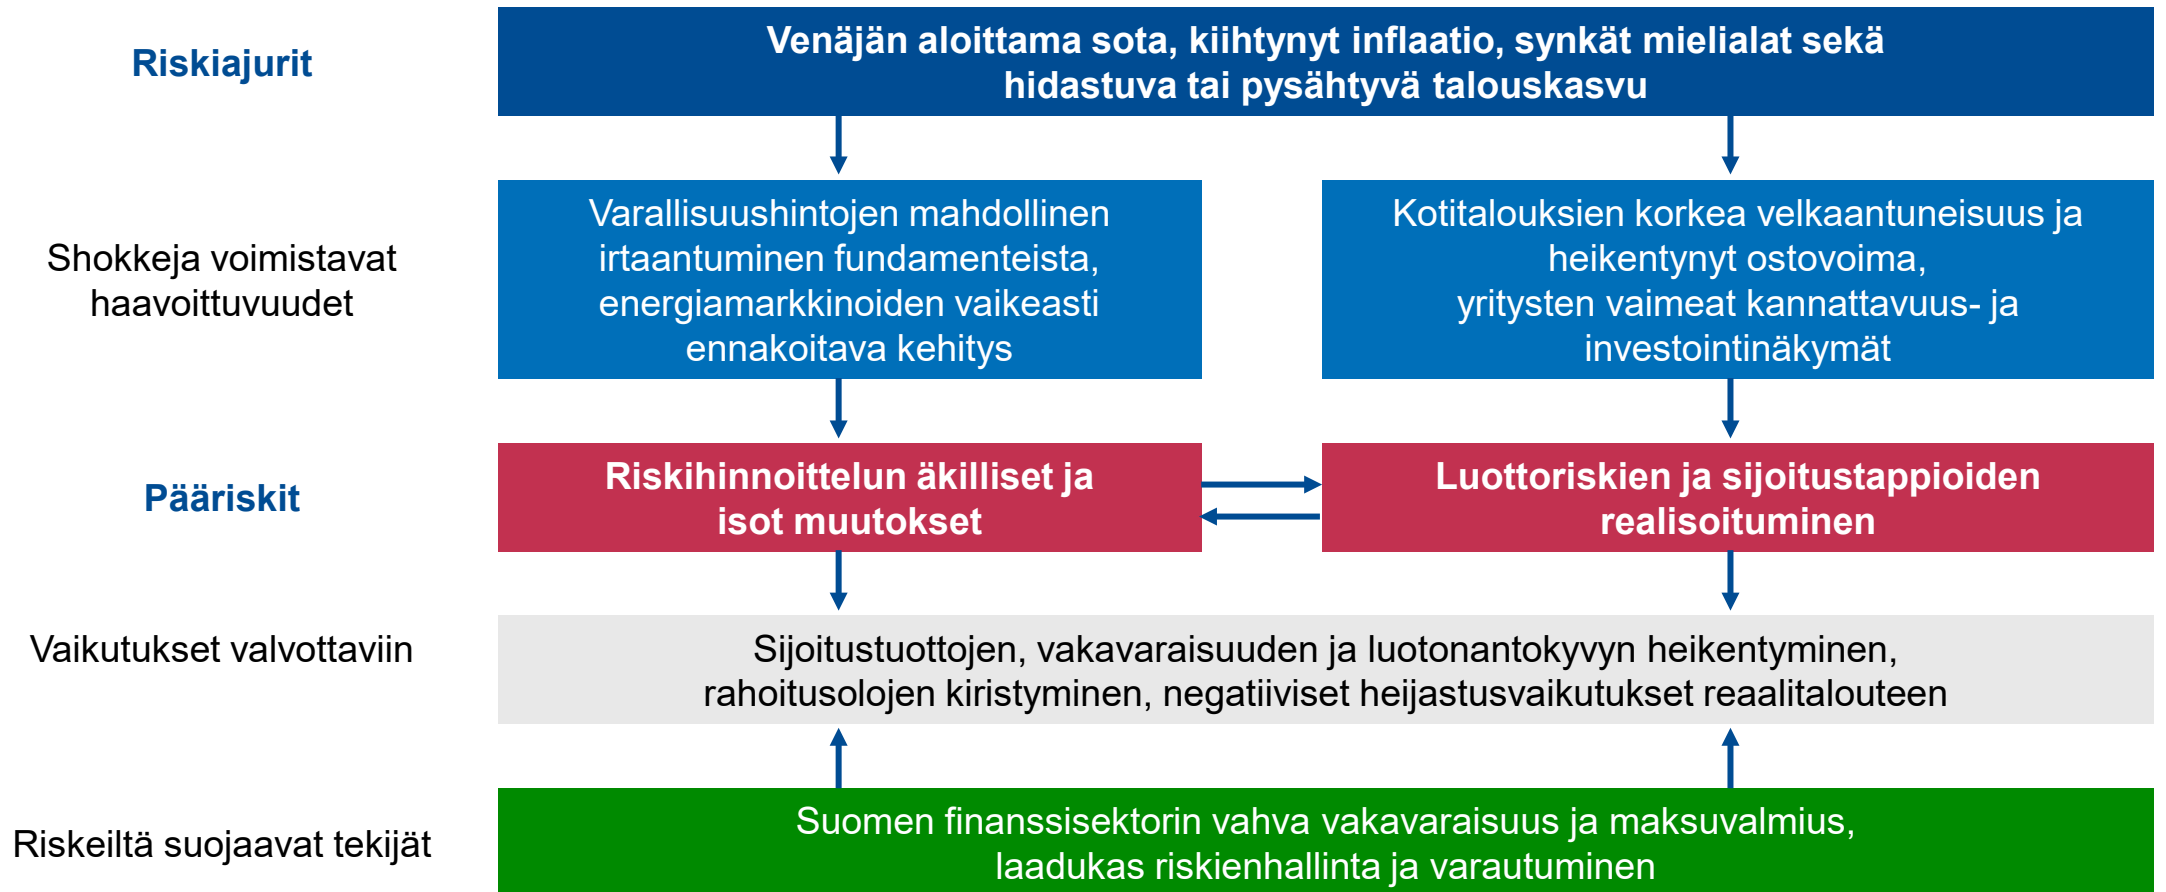 Riskiajurit
Venäjän aloittama sota, kiihtynyt inflaatio, synkät mielialat sekä
hidastuva tai pysähtyvä talouskasvu
Shokkeja voimistavat
haavoittuvuudet
Varallisuushintojen mahdollinen
irtaantuminen fundamenteista,
energiamarkkinoiden vaikeasti
ennakoitava kehitys
Kotitalouksien korkea velkaantuneisuus ja
heikentynyt ostovoima,
yritysten vaimeat kannattavuus- ja
investointinäkymät
Pääriskit
Riskihinnoittelun äkilliset ja
isot muutokset
Luottoriskien ja sijoitustappioiden
realisoituminen
Vaikutukset valvottaviin
Sijoitustuottojen, vakavaraisuuden ja luotonantokyvyn heikentyminen,
rahoitusolojen kiristyminen, negatiiviset heijastusvaikutukset reaalitalouteen
Riskeiltä suojaavat tekijät
Suomen finanssisektorin vahva vakavaraisuus ja maksuvalmius,
laadukas riskienhallinta ja varautuminen